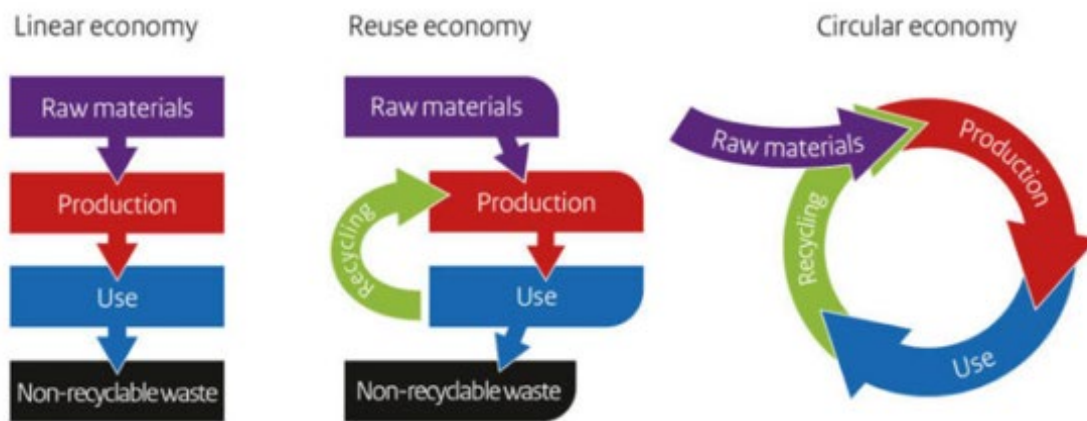 Linear economy
Raw materials
Production
Use
Non-recyclable waste
Reuse economy
Raw materials
Production
Recycling
Use
Non-recyclable waste
Circular economy
Raw materials
Production
Recycling
Use